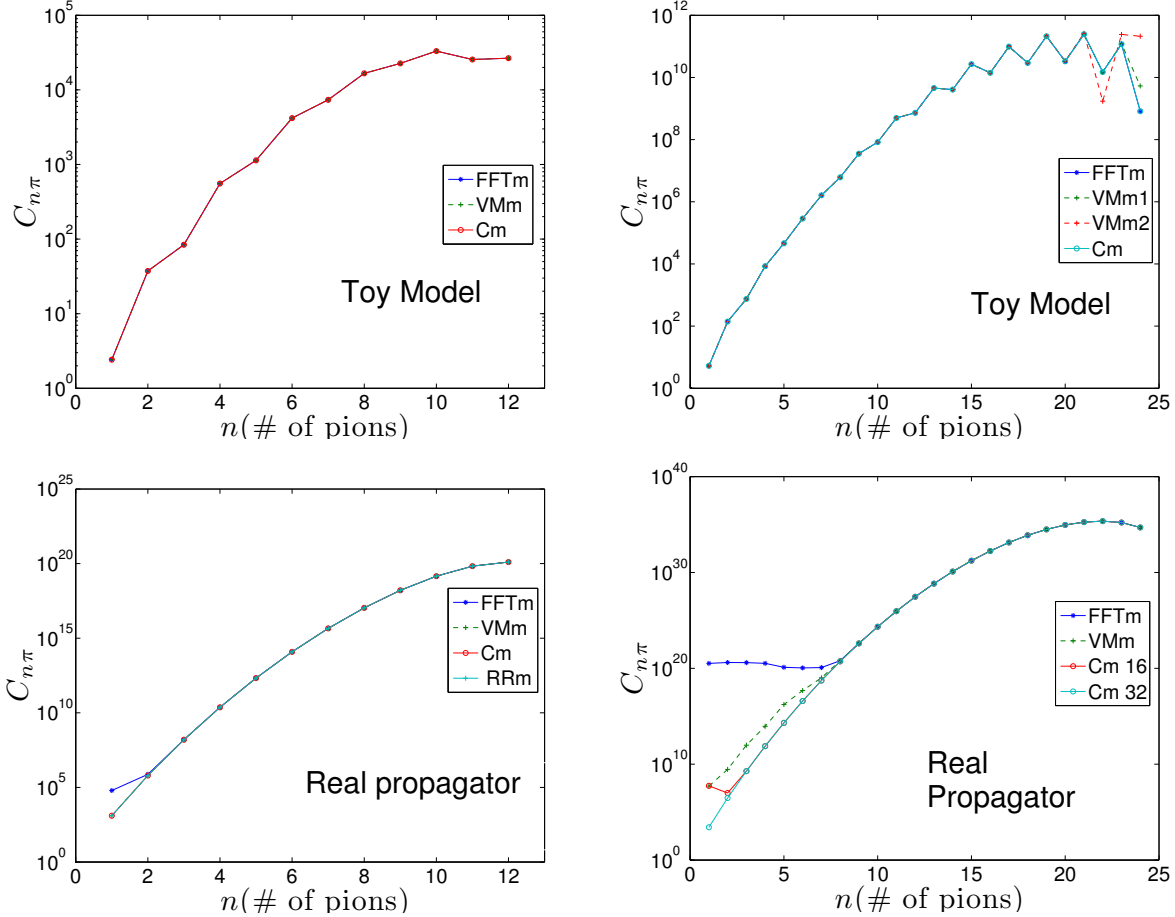 10^5
10^4
10^3
10^2
10^1
10^0
C_{nπ}
0 2 4 6 8 10 12
n(# of pions)
FFTm
VMm
Cm
Toy Model
10^12
10^10
10^8
10^6
10^4
10^2
10^0
C_{nπ}
0 5 10 15 20 25
n(# of pions)
FFTm
VMm1
VMm2
Cm
Toy Model
10^25
10^20
10^15
10^10
10^5
10^0
C_{nπ}
0 2 4 6 8 10 12
n(# of pions)
FFTm
VMm
Cm
RRm
Real propagator
10^40
10^30
10^20
10^10
10^0
C_{nπ}
0 5 10 15 20 25
n(# of pions)
FFTm
VMm
Cm 16
Cm 32
Real
Propagator